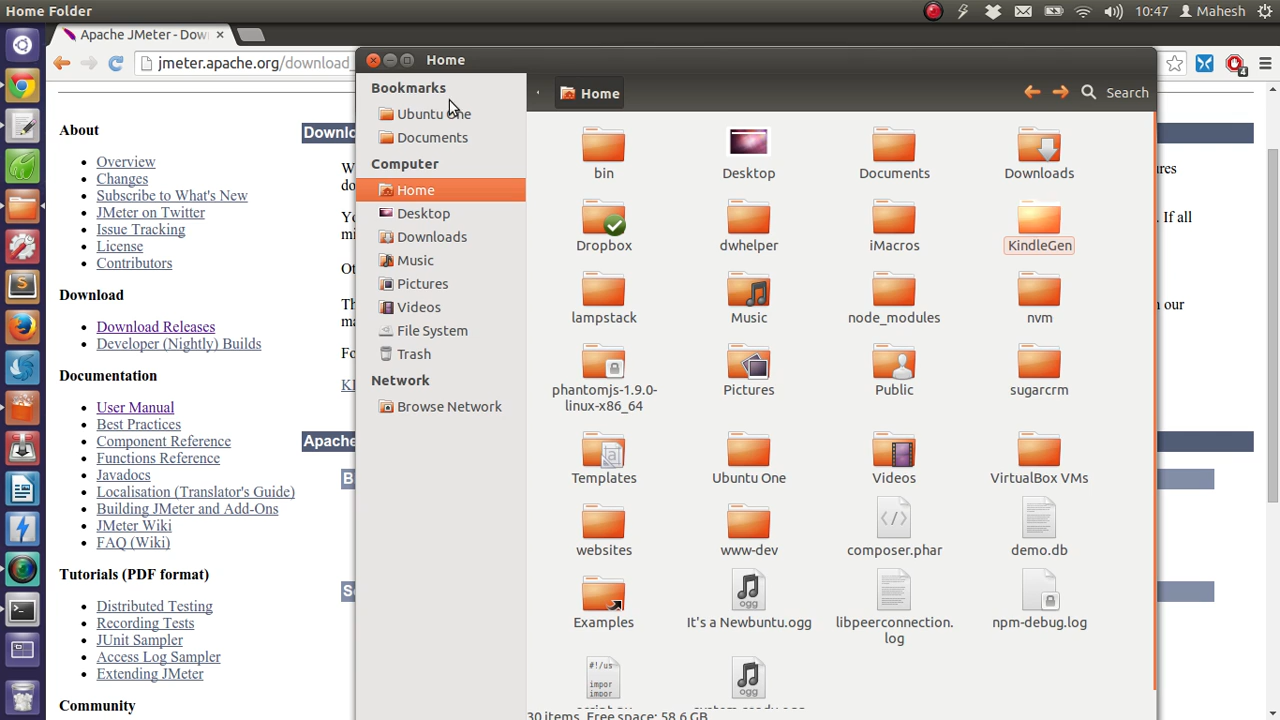 Home Folder
10:47
Mahesh
Apache JMeter - Dow
jmeter.apache.org/download_
4
About
Overview
Changes
Subscribe to What's New
JMeter on Twitter
Issue Tracking
License
Contributors
Download
Download Releases
Developer (Nightly) Builds
Documentation
User Manual
Best Practices
Component Reference
Functions Reference
Javadocs
Localisation (Translator's Guide)
Building JMeter and Add-Ons
JMeter Wiki
FAQ (Wiki)
Tutorials (PDF format)
Distributed Testing
Recording Tests
JUnit Sampler
Access Log Sampler
Extending JMeter
Community
Home
Bookmarks
Ubuntu One
Documents
Computer
Home
Desktop
Downloads
Music
Pictures
Videos
File System
Trash
Network
Browse Network
Home
Search
bin
Desktop
Documents
Downloads
Dropbox
dwhelper
iMacros
KindleGen
lampstack
Music
node_modules
nvm
phantomjs-1.9.0-
linux-x86_64
Pictures
Public
sugarcrm
Templates
Ubuntu One
Videos
VirtualBox VMs
websites
www-dev
composer.phar
demo.db
Examples
It's a Newbuntu.ogg
libpeerconnection.
log
npm-debug.log
30 items, Free space: 58.6 GB